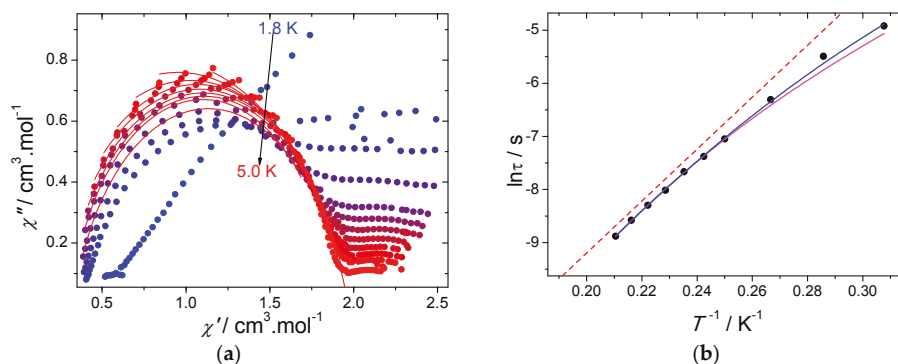 1.8 K
5.0 K
0.8
0.6
0.4
0.2
χ″/ cm³.mol⁻¹
0.5
1.0
1.5
2.0
2.5
χ′/ cm³.mol⁻¹
(a)
-5
-6
-7
-8
-9
lnτ / s
0.20
0.22
0.24
0.26
0.28
0.30
T⁻¹ / K⁻¹
(b)